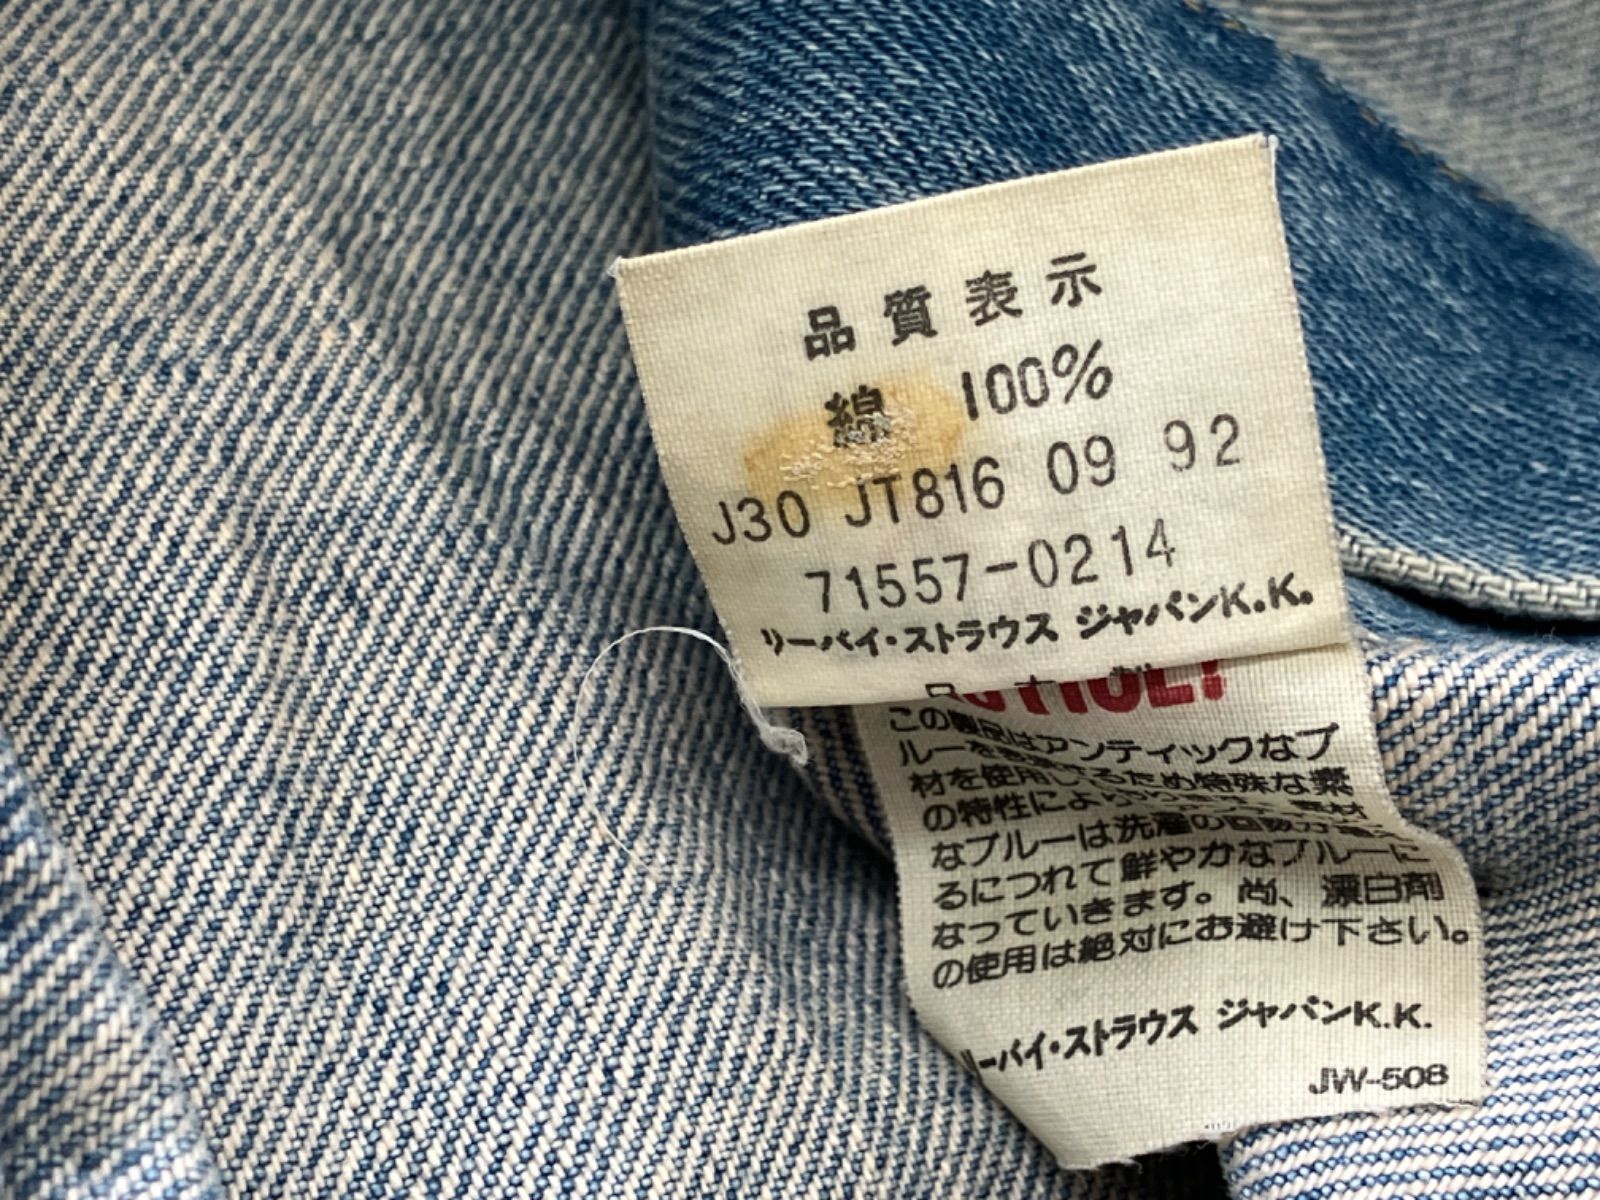 品質表示
綿 100%
J30 JT816 09 92
71557-0214
リーバイ・ストラウス ジャパンK.K.
この製品はアンティックなブ
ルーを
材を使用し ため特殊な素
の特性により 素材
なブルーは洗濯の回数が
るにつれて鮮やかなブルーに
なっていきます。尚、漂白剤
の使用は絶対にお避け下さい。
リーバイ・ストラウス ジャパンK.K.
JW-508